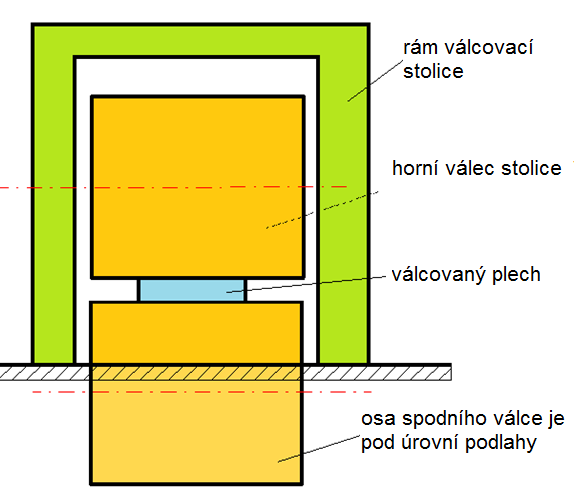 rám válcovací
stolice
horní válec stolice
válcovaný plech
osa spodního válce je
pod úrovní podlahy